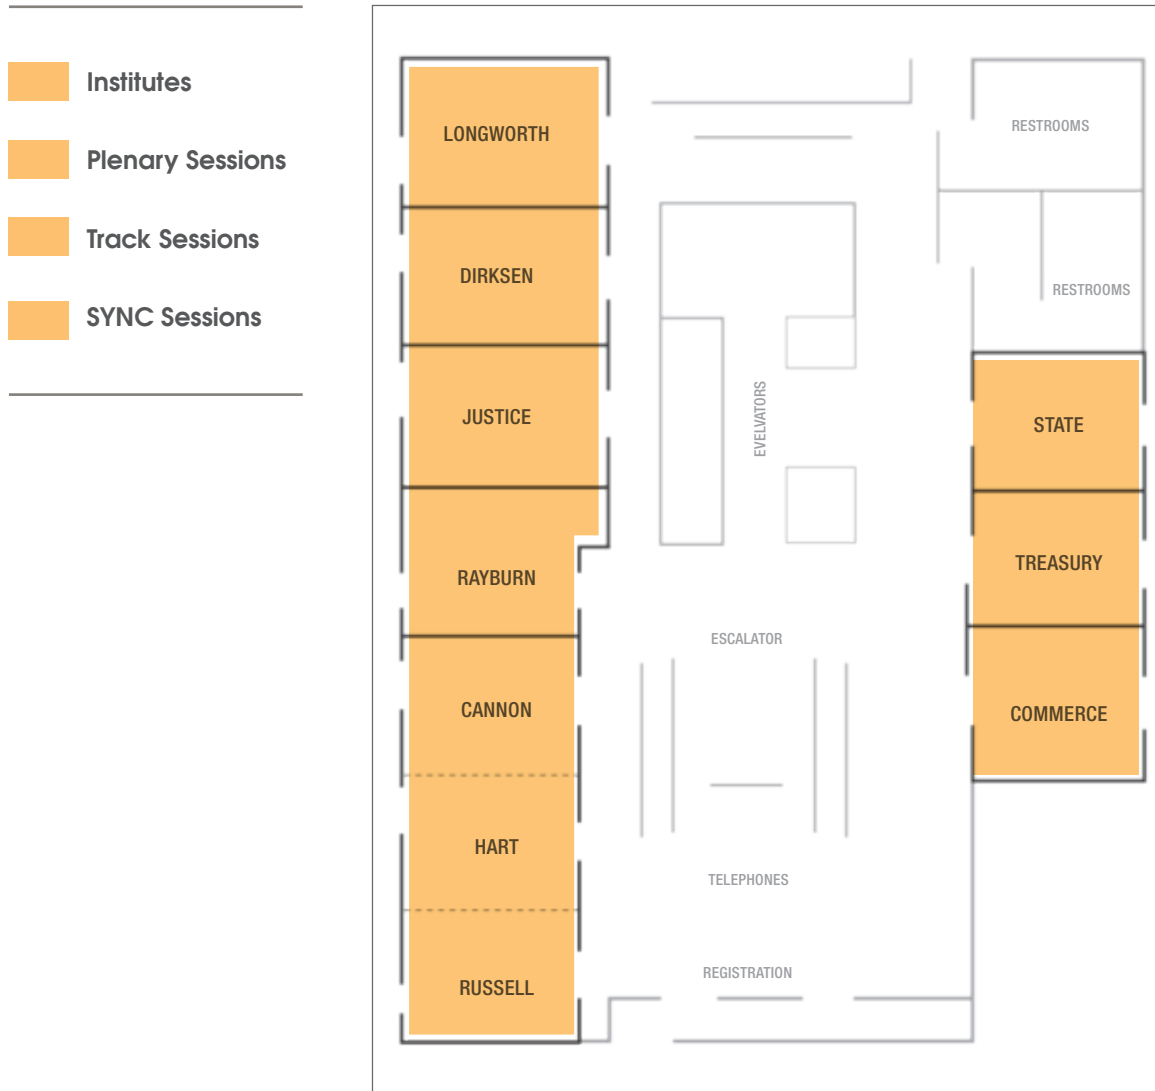 Institutes
Plenary Sessions
Track Sessions
SYNC Sessions
LONGWORTH
DIRKSEN
JUSTICE
RAYBURN
CANNON
HART
RUSSELL
EVELVATORS
ESCALATOR
TELEPHONES
REGISTRATION
RESTROOMS
RESTROOMS
STATE
TREASURY
COMMERCE